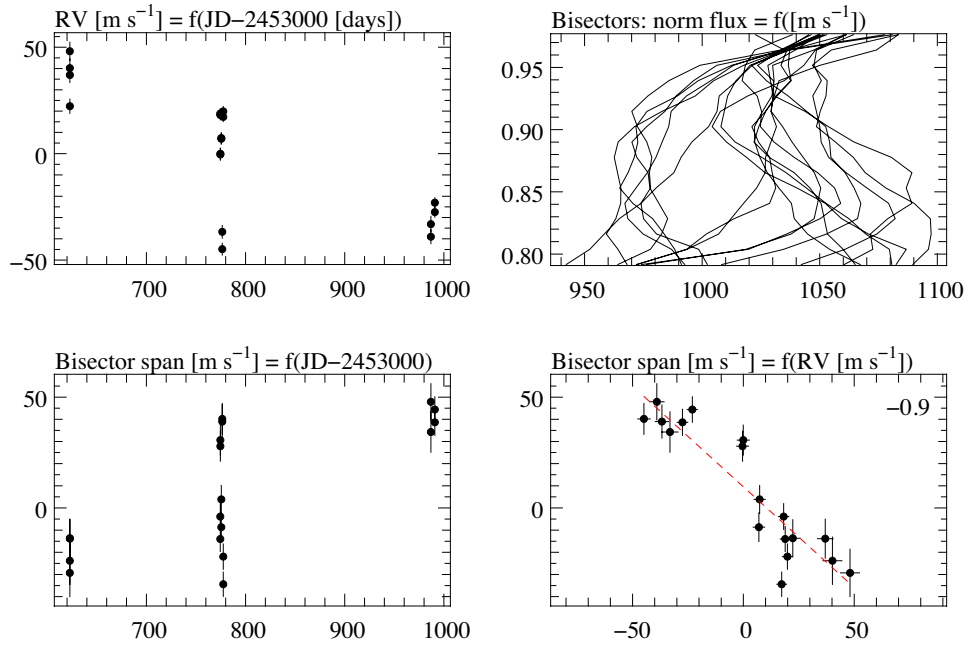 RV [m s⁻¹] = f(JD−2453000 [days])
50
0
−50
700 800 900 1000
Bisectors: norm flux = f([m s⁻¹])
0.95
0.90
0.85
0.80
950 1000 1050 1100
Bisector span [m s⁻¹] = f(JD−2453000)
50
0
700 800 900 1000
Bisector span [m s⁻¹] = f(RV [m s⁻¹])
−0.9
50
0
−50 0 50